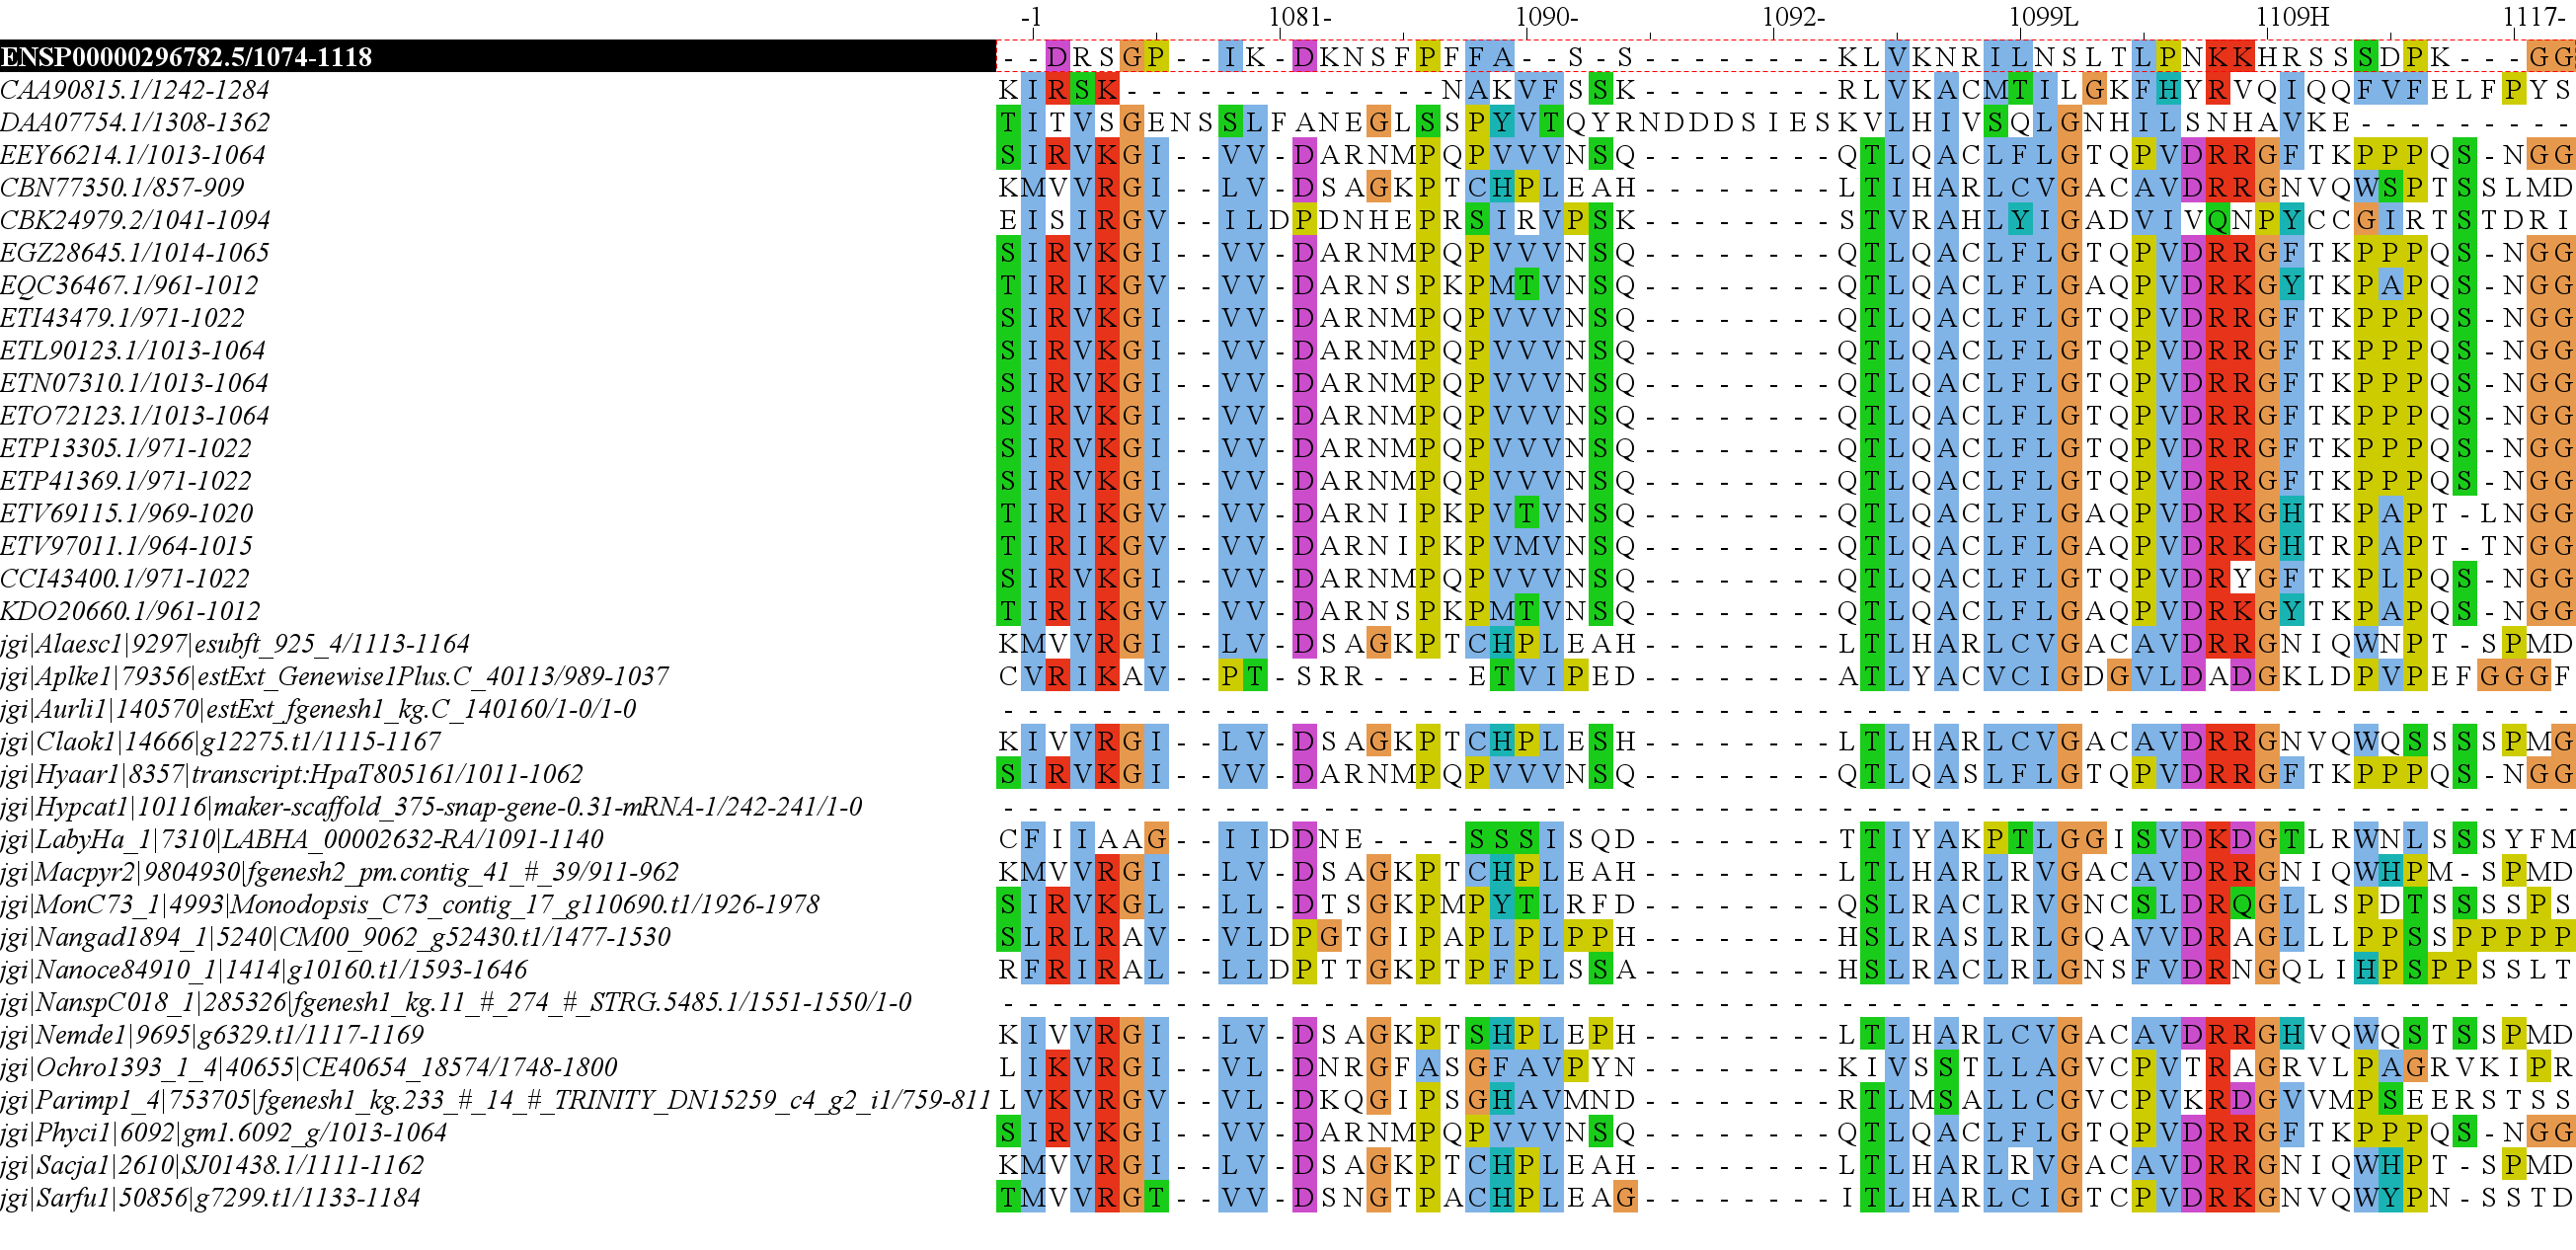 -1 1081- 1090- 1092- 1099L 1109H 1117-
ENSP00000296782.5/1074-1118 --DRSGP--IK-DKNSFPFFA--S-S--------KLVKNRILNSLTLPNKKHRSSSDPK---GG
CAA90815.1/1242-1284 KIRSK-------------NAKVFSSK--------RLVKACMTILGKFHYRVQIQQFVFELFPYS
DAA07754.1/1308-1362 TITVSGENSSLFANEGLSSPYVTQYRNDDDSIESKVLHIVSQLGNHILSNHAVKE---------
EEY66214.1/1013-1064 SIRVKGI--VV-DARNMPQPVVVNSQ--------QTLQACLFLGTQPVDRRGFTKPPPQS-NGG
CBN77350.1/857-909 KMVVRGI--LV-DSAGKPTCHPLEAH--------LTIHARLCVGACAVDRRGNVQWSPTSSLMD
CBK24979.2/1041-1094 EISIRGV--ILDPDNHEPRSIRVPSK--------STVRAHLYIGADVIVQNPYCCGIRTSTDRI
EGZ28645.1/1014-1065 SIRVKGI--VV-DARNMPQPVVVNSQ--------QTLQACLFLGTQPVDRRGFTKPPPQS-NGG
EQC36467.1/961-1012 TIRIKGV--VV-DARNSPKPMTVNSQ--------QTLQACLFLGAQPVDRKGYTKPAPQS-NGG
ETI43479.1/971-1022 SIRVKGI--VV-DARNMPQPVVVNSQ--------QTLQACLFLGTQPVDRRGFTKPPPQS-NGG
ETL90123.1/1013-1064 SIRVKGI--VV-DARNMPQPVVVNSQ--------QTLQACLFLGTQPVDRRGFTKPPPQS-NGG
ETN07310.1/1013-1064 SIRVKGI--VV-DARNMPQPVVVNSQ--------QTLQACLFLGTQPVDRRGFTKPPPQS-NGG
ETO72123.1/1013-1064 SIRVKGI--VV-DARNMPQPVVVNSQ--------QTLQACLFLGTQPVDRRGFTKPPPQS-NGG
ETP13305.1/971-1022 SIRVKGI--VV-DARNMPQPVVVNSQ--------QTLQACLFLGTQPVDRRGFTKPPPQS-NGG
ETP41369.1/971-1022 SIRVKGI--VV-DARNMPQPVVVNSQ--------QTLQACLFLGTQPVDRRGFTKPPPQS-NGG
ETV69115.1/969-1020 TIRIKGV--VV-DARNIPKPVTVNSQ--------QTLQACLFLGAQPVDRKGHTKPAPT-LNGG
ETV97011.1/964-1015 TIRIKGV--VV-DARNIPKPVMVNSQ--------QTLQACLFLGAQPVDRKGHTRPAPT-TNGG
CCI43400.1/971-1022 SIRVKGI--VV-DARNMPQPVVVNSQ--------QTLQACLFLGTQPVDRYGFTKPLPQS-NGG
KDO20660.1/961-1012 TIRIKGV--VV-DARNSPKPMTVNSQ--------QTLQACLFLGAQPVDRKGYTKPAPQS-NGG
jgi|Alaesc1|9297|esubft_925_4/1113-1164 KMVVRGI--LV-DSAGKPTCHPLEAH--------LTLHARLCVGACAVDRRGNIQWNPT-SPMD
jgi|Aplke1|79356|estExt_Genewise1Plus.C_40113/989-1037 CVRIKAV--PT-SRR----ETVIPED--------ATLYACVCIGDGVLDADGKLDPVPEFGGGF
jgi|Aurli1|140570|estExt_fgenesh1_kg.C_140160/1-0/1-0 ----------------------------------------------------------------
jgi|Claok1|14666|g12275.t1/1115-1167 KIVVRGI--LV-DSAGKPTCHPLESH--------LTLHARLCVGACAVDRRGNVQWQSSSSPMG
jgi|Hyaar1|8357|transcript:HpaT805161/1011-1062 SIRVKGI--VV-DARNMPQPVVVNSQ--------QTLQASLFLGTQPVDRRGFTKPPPQS-NGG
jgi|Hypcat1|10116|maker-scaffold_375-snap-gene-0.31-mRNA-1/242-241/1-0 ----------------------------------------------------------------
jgi|LabyHa_1|7310|LABHA_00002632-RA/1091-1140 CFIIAAG--IIDDNE----SSSISQD--------TTIYAKPTLGGISVDKDGTLRWNLSSSYFM
jgi|Macpyr2|9804930|fgenesh2_pm.contig_41_#_39/911-962 KMVVRGI--LV-DSAGKPTCHPLEAH--------LTLHARLRVGACAVDRRGNIQWHPM-SPMD
jgi|MonC73_1|4993|Monodopsis_C73_contig_17_g110690.t1/1926-1978 SIRVKGL--LL-DTSGKPMPYTLRFD--------QSLRACLRVGNCSLDRQGLLSPDTSSSSPS
jgi|Nangad1894_1|5240|CM00_9062_g52430.t1/1477-1530 SLRLRAV--VLDPGTGIPAPLPLPPH--------HSLRASLRLGQAVVDRAGLLLPPSSPPPPP
jgi|Nanoce84910_1|1414|g10160.t1/1593-1646 RFRIRAL--LLDPTTGKPTPFPLSSA--------HSLRACLRLGNSFVDRNGQLIHPSPPSSLT
jgi|NanspC018_1|285326|fgenesh1_kg.11_#_274_#_STRG.5485.1/1551-1550/1-0 ----------------------------------------------------------------
jgi|Nemde1|9695|g6329.t1/1117-1169 KIVVRGI--LV-DSAGKPTSHPLEPH--------LTLHARLCVGACAVDRRGHVQWQSTSSPMD
jgi|Ochro1393_1_4|40655|CE40654_18574/1748-1800 LIKVRGI--VL-DNRGFASGFAVPYN--------KIVSSTLLAGVCPVTRAGRVLPAGRVKIPR
jgi|Parimp1_4|753705|fgenesh1_kg.233_#_14_#_TRINITY_DN15259_c4_g2_i1/759-811 LVKVRGV--VL-DKQGIPSGHAVMND--------RTLMSALLCGVCPVKRDGVVMPSEERSTSS
jgi|Phyci1|6092|gm1.6092_g/1013-1064 SIRVKGI--VV-DARNMPQPVVVNSQ--------QTLQACLFLGTQPVDRRGFTKPPPQS-NGG
jgi|Sacja1|2610|SJ01438.1/1111-1162 KMVVRGI--LV-DSAGKPTCHPLEAH--------LTLHARLRVGACAVDRRGNIQWHPT-SPMD
jgi|Sarfu1|50856|g7299.t1/1133-1184 TMVVRGT--VV-DSNGTPACHPLEAG--------ITLHARLCIGTCPVDRKGNVQWYPN-SSTD